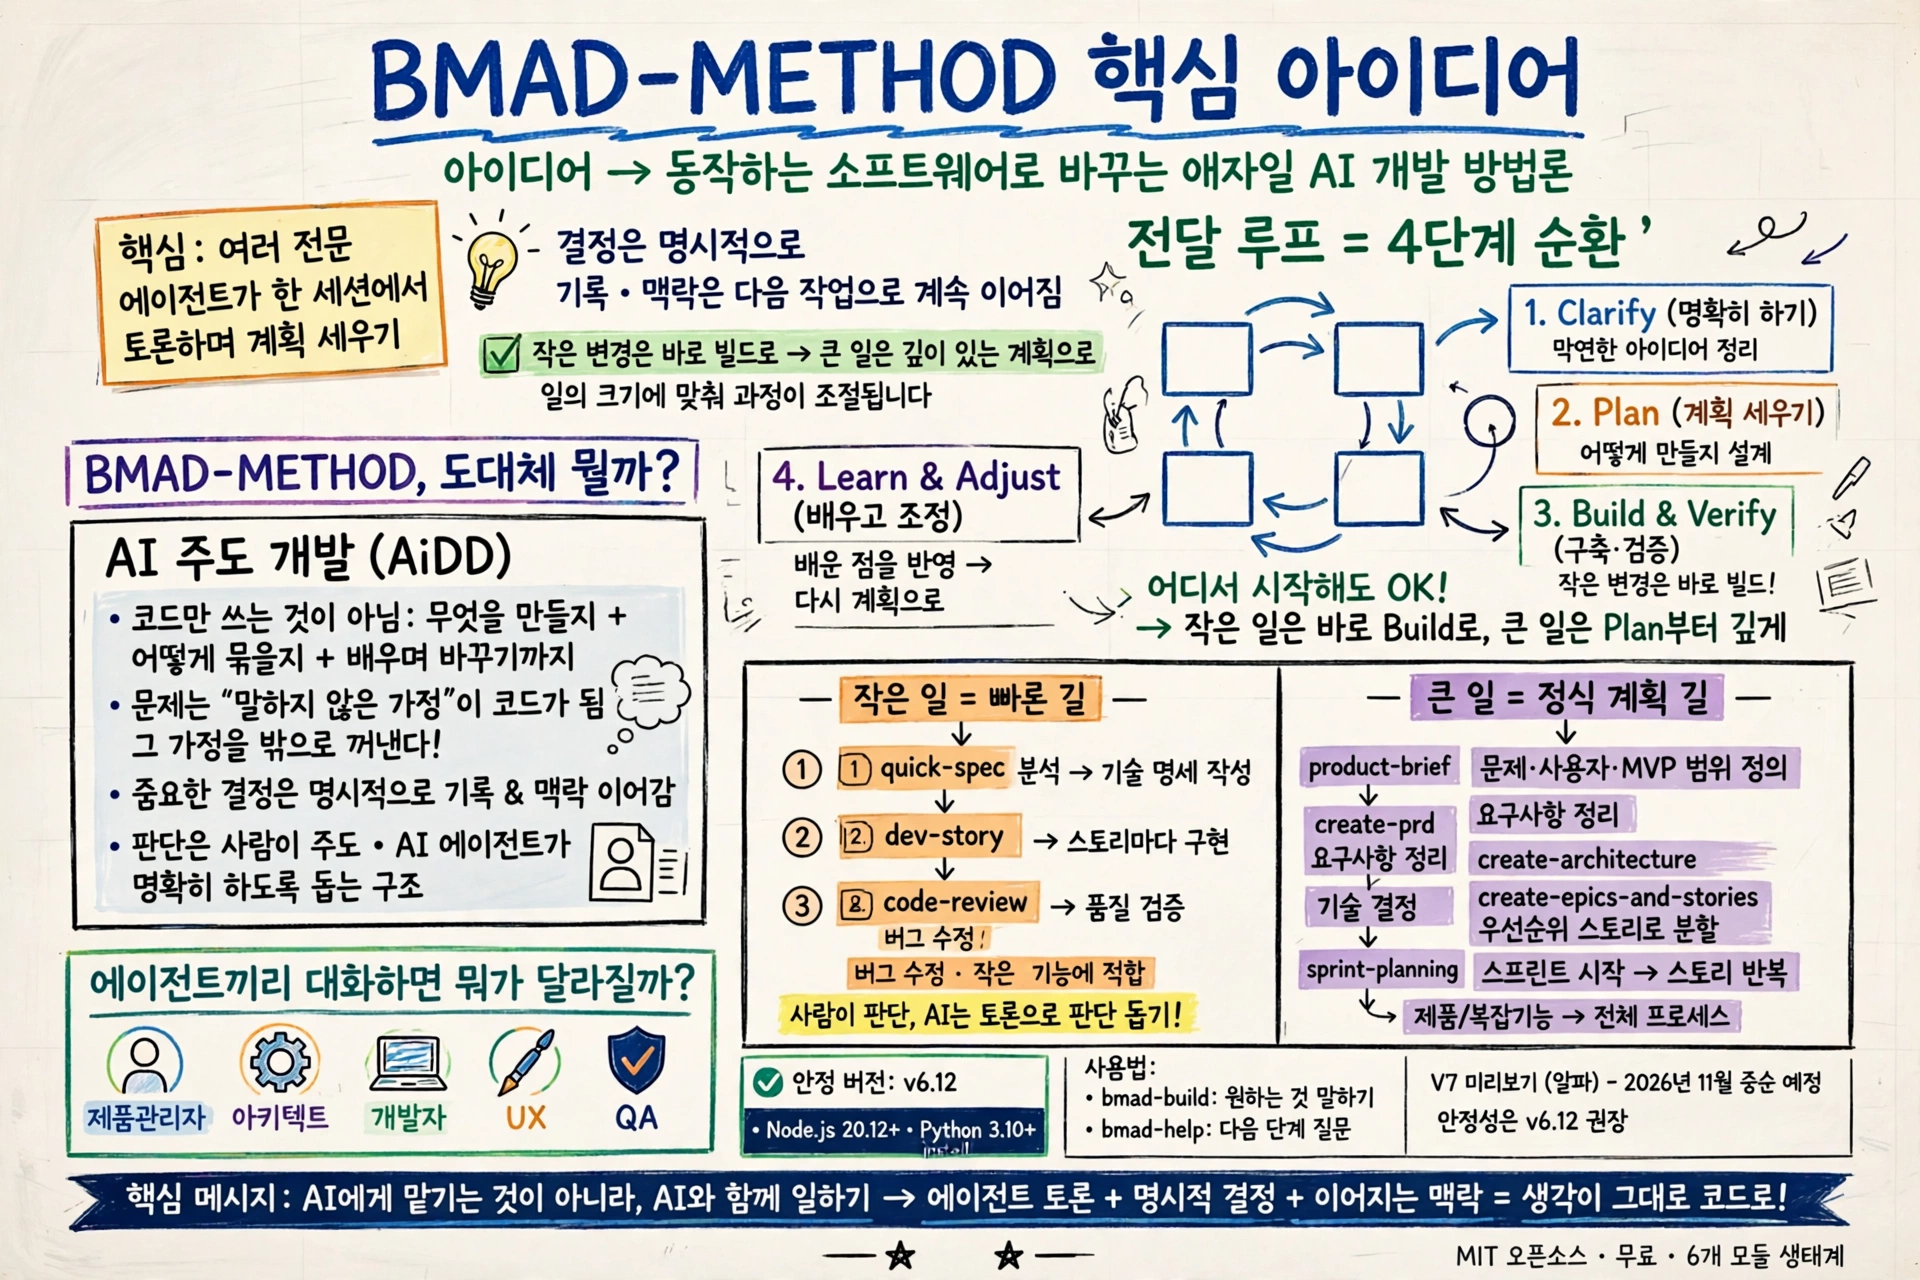 BMAD-METHOD 핵심 아이디어
아이디어 → 동작하는 소프트웨어로 바꾸는 애자일 AI 개발 방법론
핵심: 여러 전문
에이전트가 한 세션에서
토론하며 계획 세우기
결정은 명시적으로
기록 • 맥락은 다음 작업으로 계속 이어짐
작은 변경은 바로 빌드로 → 큰 일은 깊이 있는 계획으로
일의 크기에 맞춰 과정이 조절됩니다
전달 루프 = 4단계 순환
1. Clarify (명확히 하기)
막연한 아이디어 정리
2. Plan (계획 세우기)
어떻게 만들지 설계
3. Build & Verify
(구축·검증)
작은 변경은 바로 빌드!
4. Learn & Adjust
(배우고 조정)
배운 점을 반영 →
다시 계획으로
어디서 시작해도 OK!
→ 작은 일은 바로 Build로, 큰 일은 Plan부터 깊게
BMAD-METHOD, 도대체 뭘까?
AI 주도 개발 (AiDD)
• 코드만 쓰는 것이 아님: 무엇을 만들지 +
어떻게 묶을지 + 배우며 바꾸기까지
• 문제는 “말하지 않은 가정”이 코드가 됨
그 가정을 밖으로 꺼낸다!
• 중요한 결정은 명시적으로 기록 & 맥락 이어감
• 판단은 사람이 주도 • AI 에이전트가
명확히 하도록 돕는 구조
에이전트끼리 대화하면 뭐가 달라질까?
제품관리자
아키텍트
개발자
UX
QA
작은 일 = 빠론 길
1 1 quick-spec 분석 → 기술 명세 작성
2 2. dev-story → 스토리마다 구현
3 code-review → 품질 검증
버그 수정!
버그 수정 · 작은 기능에 적합
사람이 판단, AI는 토론으로 판단 돕기!
큰 일 = 정식 계획 길
product-brief 문제·사용자·MVP 범위 정의
create-prd
요구사항 정리
요구사항 정리
create-architecture
기술 결정
create-epics-and-stories
우선순위 스토리로 분할
sprint-planning 스프린트 시작 → 스토리 반복
제품/복잡기능 → 전체 프로세스
안정 버전: v6.12
• Node.js 20.12+ • Python 3.10+
사용법:
• bmad-build: 원하는 것 말하기
• bmad-help: 다음 단계 질문
V7 미리보기 (알파) - 2026년 11월 중순 예정
안정성은 v6.12 권장
핵심 메시지: AI에게 맡기는 것이 아니라, AI와 함께 일하기 → 에이전트 토론 + 명시적 결정 + 이어지는 맥락 = 생각이 그대로 코드로!
MIT 오픈소스 · 무료 · 6개 모듈 생태계